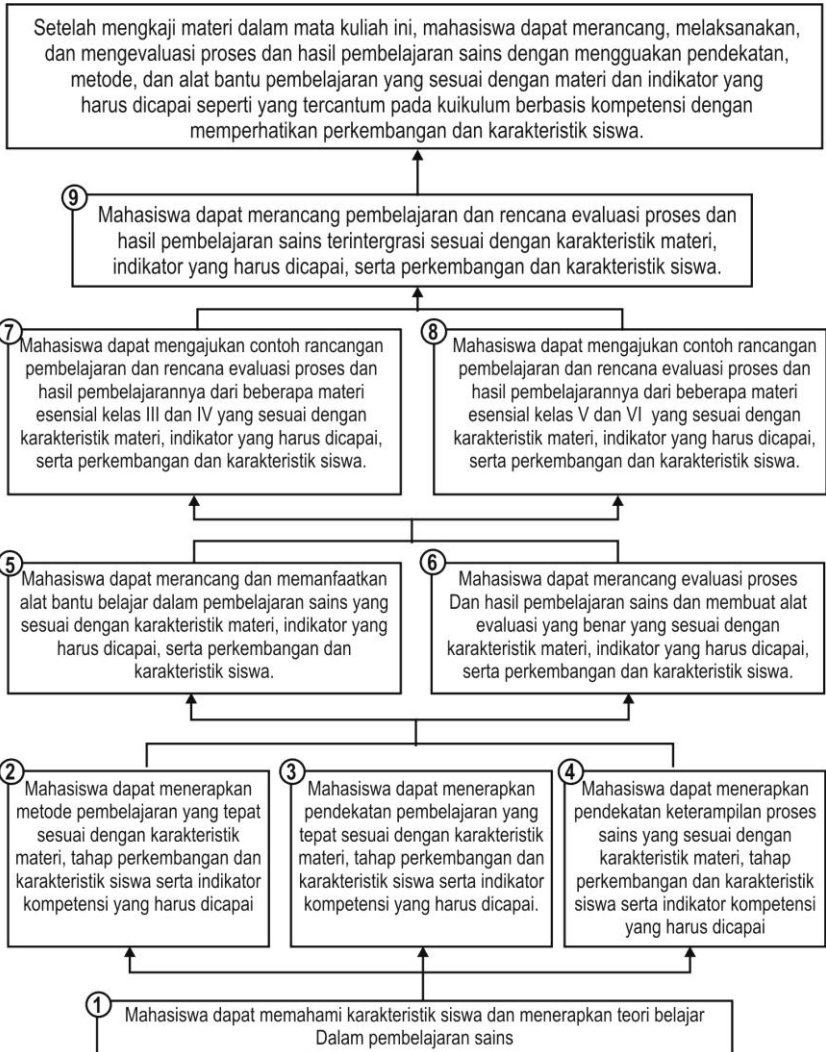 Setelah mengkaji materi dalam mata kuliah ini, mahasiswa dapat merancang, melaksanakan,
dan mengevaluasi proses dan hasil pembelajaran sains dengan mengguakan pendekatan,
metode, dan alat bantu pembelajaran yang sesuai dengan materi dan indikator yang
harus dicapai seperti yang tercantum pada kuikulum berbasis kompetensi dengan
memperhatikan perkembangan dan karakteristik siswa.
9
Mahasiswa dapat merancang pembelajaran dan rencana evaluasi proses dan
hasil pembelajaran sains terintergrasi sesuai dengan karakteristik materi,
indikator yang harus dicapai, serta perkembangan dan karakteristik siswa.
7
Mahasiswa dapat mengajukan contoh rancangan
pembelajaran dan rencana evaluasi proses dan
hasil pembelajarannya dari beberapa materi
esensial kelas III dan IV yang sesuai dengan
karakteristik materi, indikator yang harus dicapai,
serta perkembangan dan karakteristik siswa.
8
Mahasiswa dapat mengajukan contoh rancangan
pembelajaran dan rencana evaluasi proses dan
hasil pembelajarannya dari beberapa materi
esensial kelas V dan VI yang sesuai dengan
karakteristik materi, indikator yang harus dicapai,
serta perkembangan dan karakteristik siswa.
5
Mahasiswa dapat merancang dan memanfaatkan
alat bantu belajar dalam pembelajaran sains yang
sesuai dengan karakteristik materi, indikator yang
harus dicapai, serta perkembangan dan
karakteristik siswa.
6
Mahasiswa dapat merancang evaluasi proses
Dan hasil pembelajaran sains dan membuat alat
evaluasi yang benar yang sesuai dengan
karakteristik materi, indikator yang harus dicapai,
serta perkembangan dan karakteristik siswa.
2
Mahasiswa dapat menerapkan
metode pembelajaran yang tepat
sesuai dengan karakteristik
materi, tahap perkembangan dan
karakteristik siswa serta indikator
kompetensi yang harus dicapai
3
Mahasiswa dapat menerapkan
pendekatan pembelajaran yang
tepat sesuai dengan karakteristik
materi, tahap perkembangan dan
karakteristik siswa serta indikator
kompetensi yang harus dicapai.
4
Mahasiswa dapat menerapkan
pendekatan keterampilan proses
sains yang sesuai dengan
karakteristik materi, tahap
perkembangan dan karakteristik
siswa serta indikator kompetensi
yang harus dicapai
1
Mahasiswa dapat memahami karakteristik siswa dan menerapkan teori belajar
Dalam pembelajaran sains